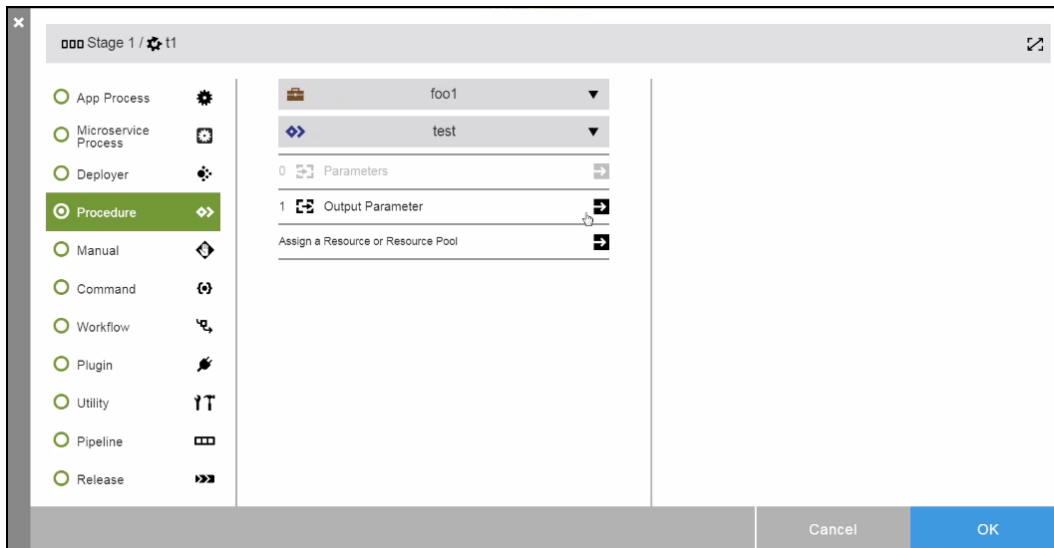 Stage 1 / t1
App Process
Microservice
Process
Deployer
Procedure
Manual
Command
Workflow
Plugin
Utility
Pipeline
Release
foo1
test
0 Parameters
1 Output Parameter
Assign a Resource or Resource Pool
Cancel
OK